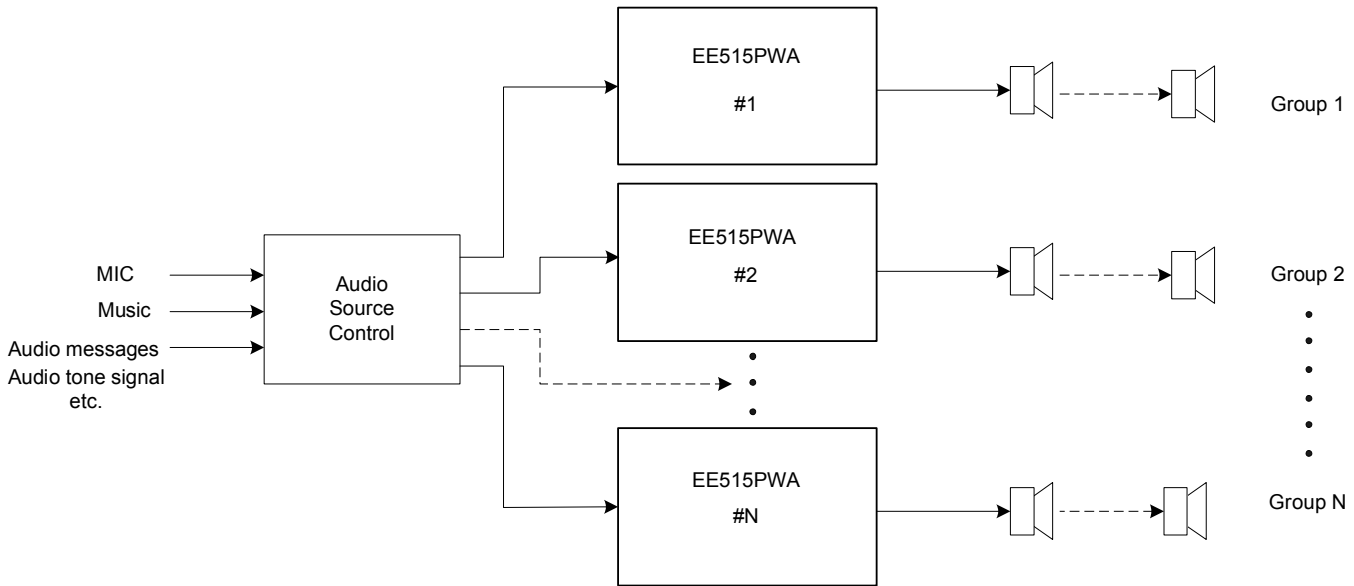 EE515PWA
#1
Group 1
EE515PWA
#2
Group 2
MIC
Music
Audio messages
Audio tone signal
etc.
Audio
Source
Control
EE515PWA
#N
Group N